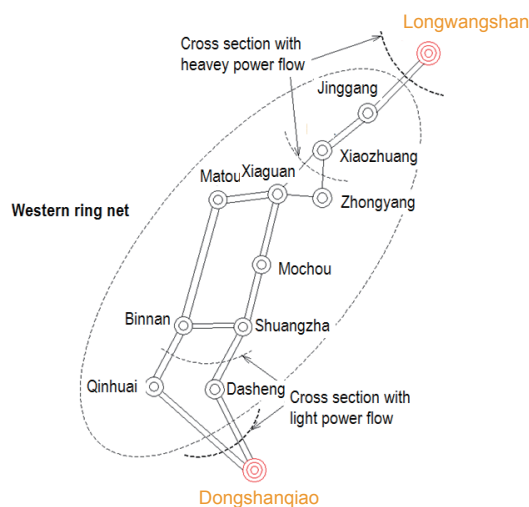 Longwangshan
Cross section with
heavey power flow
Jinggang
Xiaozhuang
Matou
Xiaguan
Zhongyang
Western ring net
Mochou
Binnan
Shuangzha
Qinhuai
Dasheng
Cross section with
light power flow
Dongshanqiao